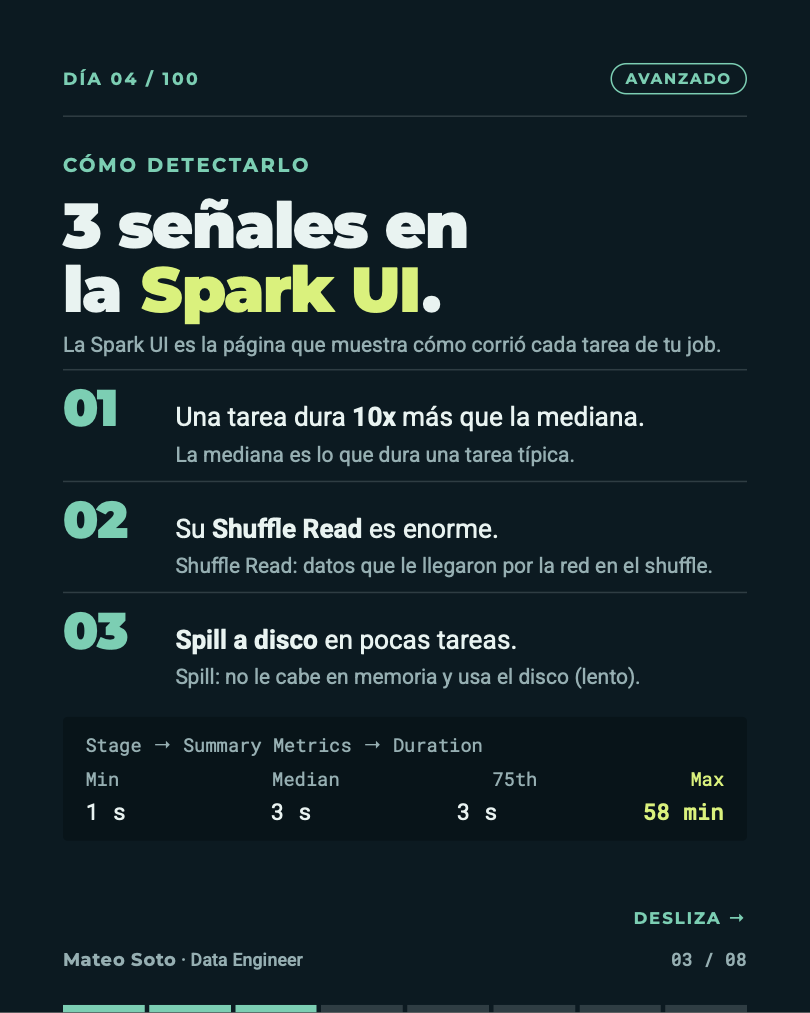 DÍA 04 / 100
AVANZADO
CÓMO DETECTARLO
3 señales en
la Spark UI.
La Spark UI es la página que muestra cómo corrió cada tarea de tu job.
01
Una tarea dura 10x más que la mediana.
La mediana es lo que dura una tarea típica.
02
Su Shuffle Read es enorme.
Shuffle Read: datos que le llegaron por la red en el shuffle.
03
Spill a disco en pocas tareas.
Spill: no le cabe en memoria y usa el disco (lento).
Stage → Summary Metrics → Duration
Min Median 75th Max
1 s 3 s 3 s 58 min
DESLIZA →
Mateo Soto · Data Engineer
03 / 08